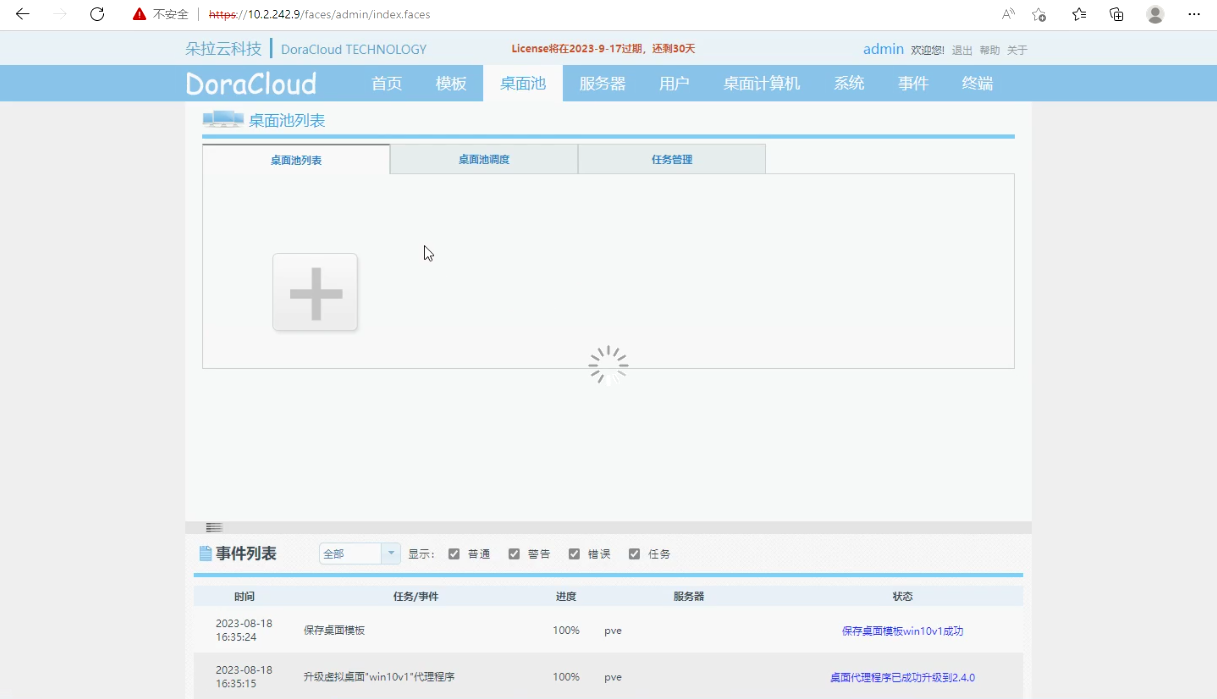 不安全 https://10.2.242.9/faces/admin/index.faces
朵拉云科技 DoraCloud TECHNOLOGY License将在2023-9-17过期，还剩30天 admin 欢迎您! 退出 帮助 关于
DoraCloud 首页 模板 桌面池 服务器 用户 桌面计算机 系统 事件 终端
桌面池列表
桌面池列表 桌面池调度 任务管理
事件列表 全部 显示: 普通 警告 错误 任务
时间 任务/事件 进度 服务器 状态
2023-08-18
16:35:24 保存桌面模板 100% pve 保存桌面模板win10v1成功
2023-08-18
16:35:15 升级虚拟桌面"win10v1"代理程序 100% pve 桌面代理程序已成功升级到2.4.0